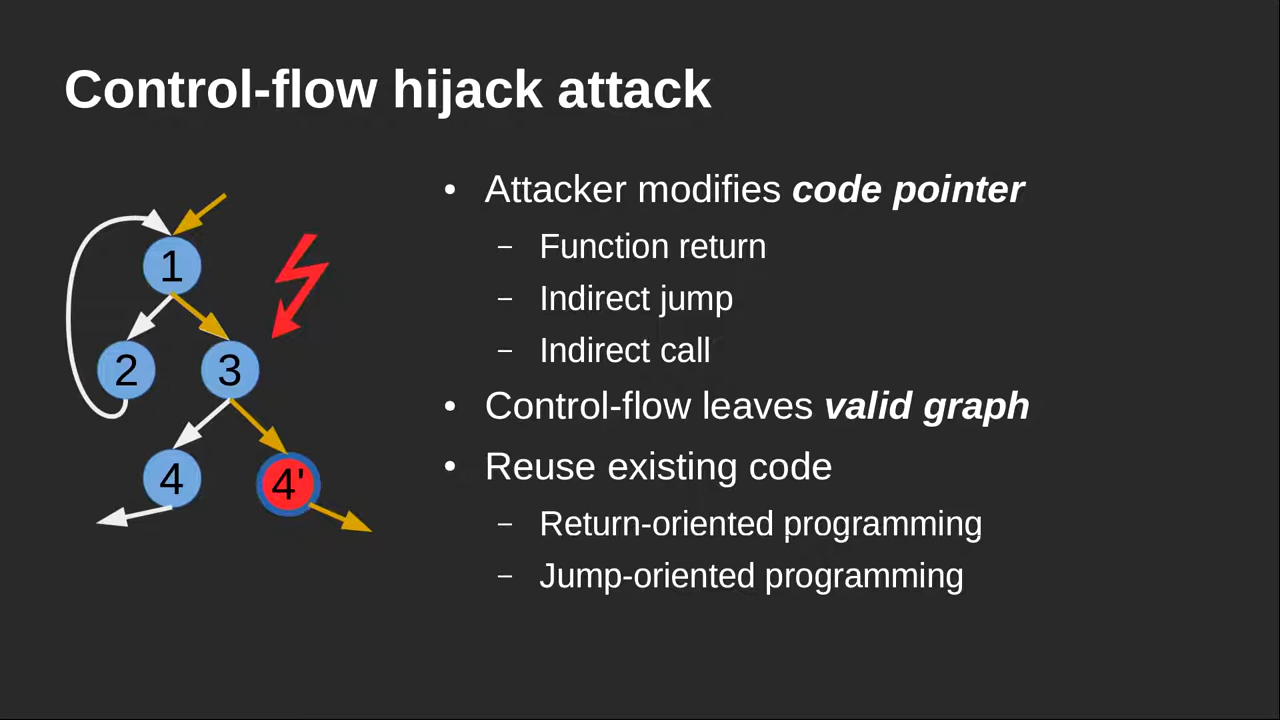 Control-flow hijack attack
• Attacker modifies code pointer
– Function return
– Indirect jump
– Indirect call
• Control-flow leaves valid graph
• Reuse existing code
– Return-oriented programming
– Jump-oriented programming
1
2
3
4
4'